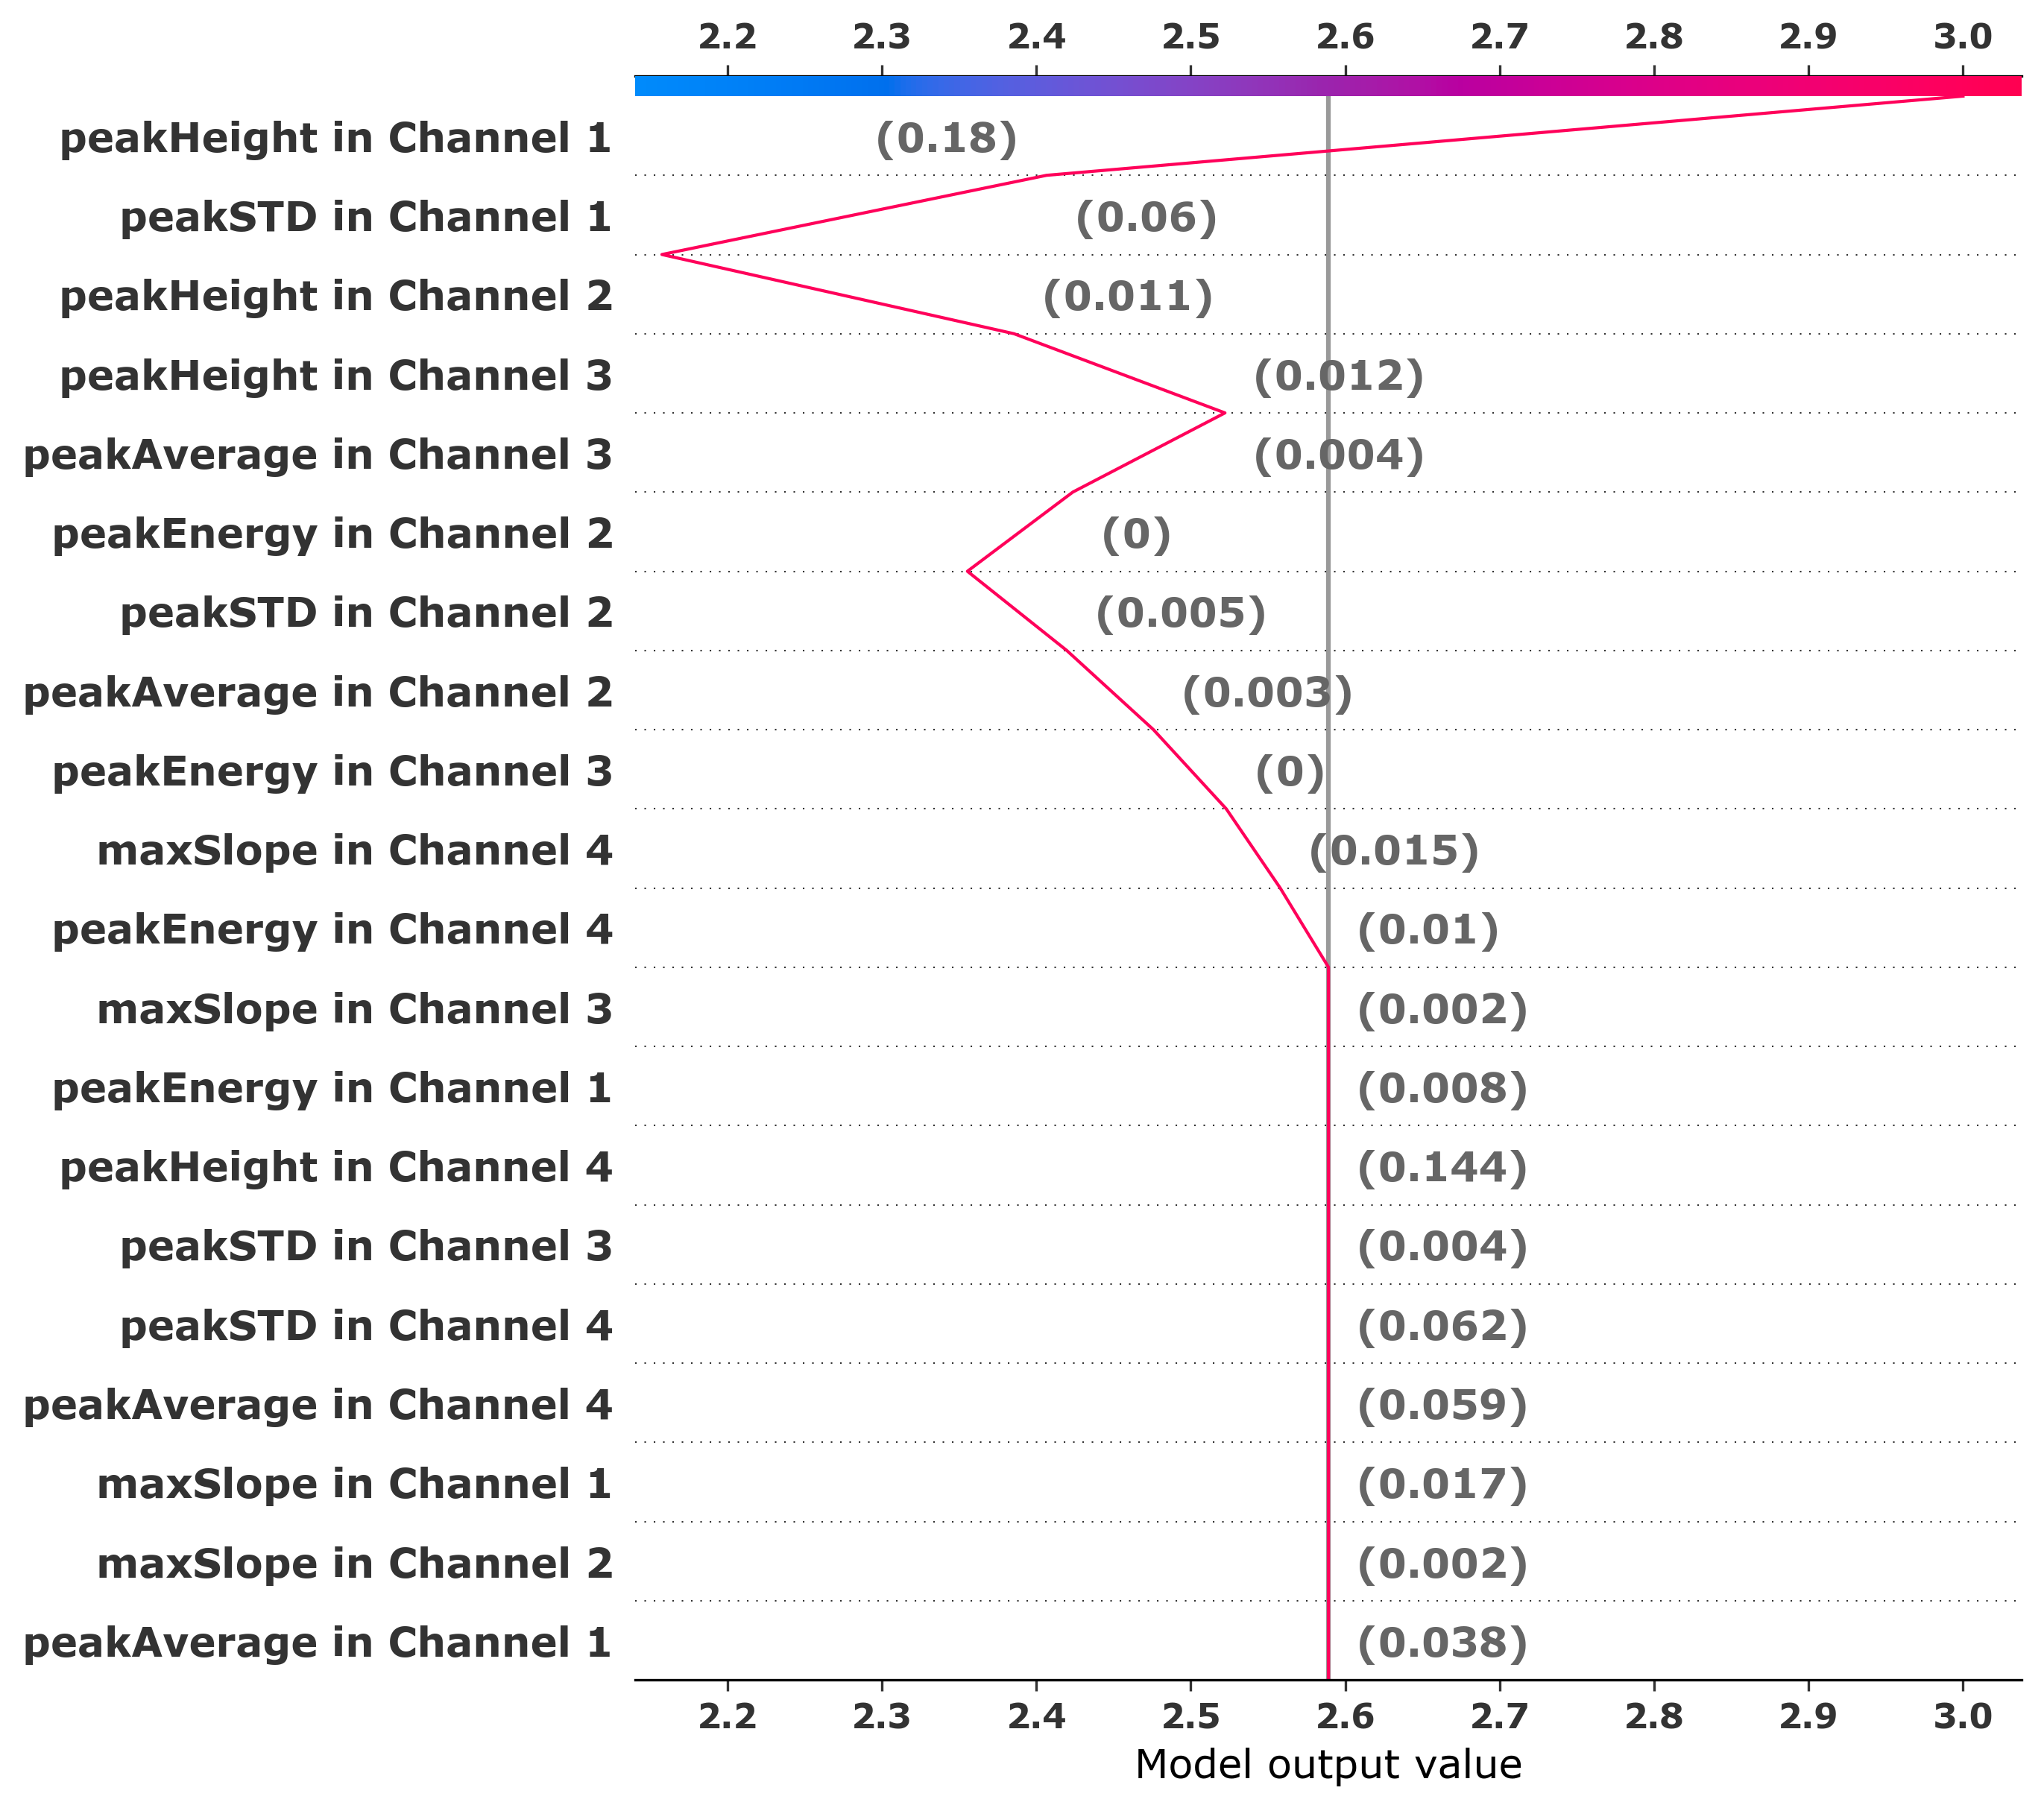 2.2 2.3 2.4 2.5 2.6 2.7 2.8 2.9 3.0
peakHeight in Channel 1 (0.18)
peakSTD in Channel 1 (0.06)
peakHeight in Channel 2 (0.011)
peakHeight in Channel 3 (0.012)
peakAverage in Channel 3 (0.004)
peakEnergy in Channel 2 (0)
peakSTD in Channel 2 (0.005)
peakAverage in Channel 2 (0.003)
peakEnergy in Channel 3 (0)
maxSlope in Channel 4 (0.015)
peakEnergy in Channel 4 (0.01)
maxSlope in Channel 3 (0.002)
peakEnergy in Channel 1 (0.008)
peakHeight in Channel 4 (0.144)
peakSTD in Channel 3 (0.004)
peakSTD in Channel 4 (0.062)
peakAverage in Channel 4 (0.059)
maxSlope in Channel 1 (0.017)
maxSlope in Channel 2 (0.002)
peakAverage in Channel 1 (0.038)
2.2 2.3 2.4 2.5 2.6 2.7 2.8 2.9 3.0
Model output value